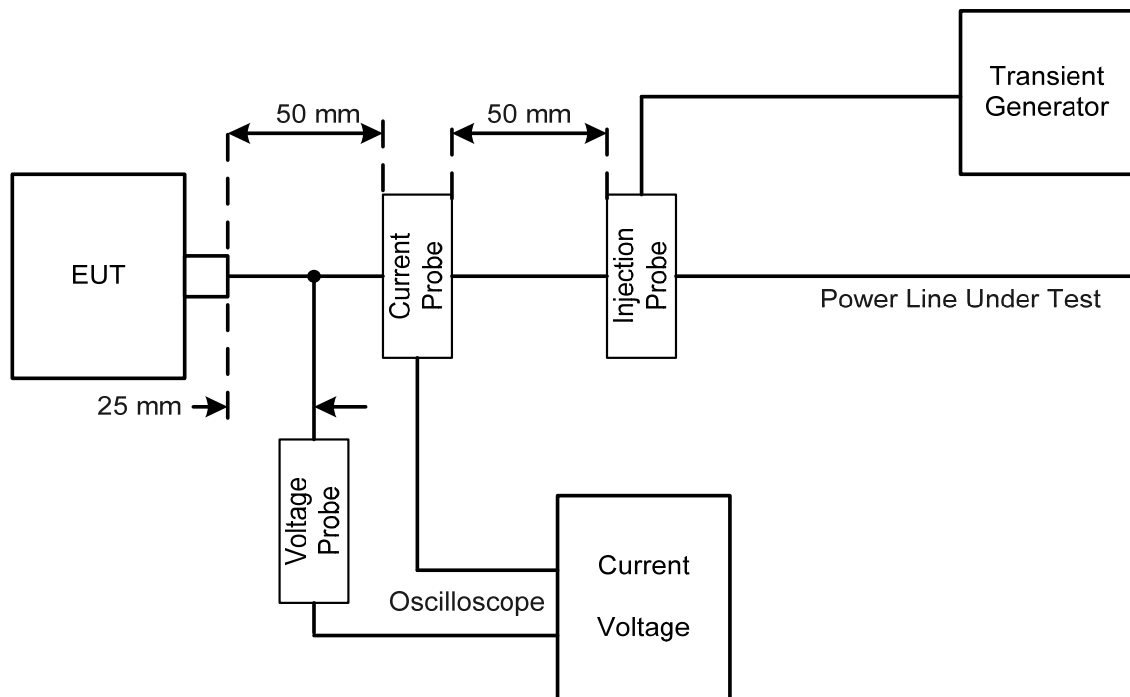 Transient
Generator
50 mm
50 mm
EUT
Current
Probe
Injection
Probe
Power Line Under Test
25 mm
Voltage
Probe
Oscilloscope
Current
Voltage